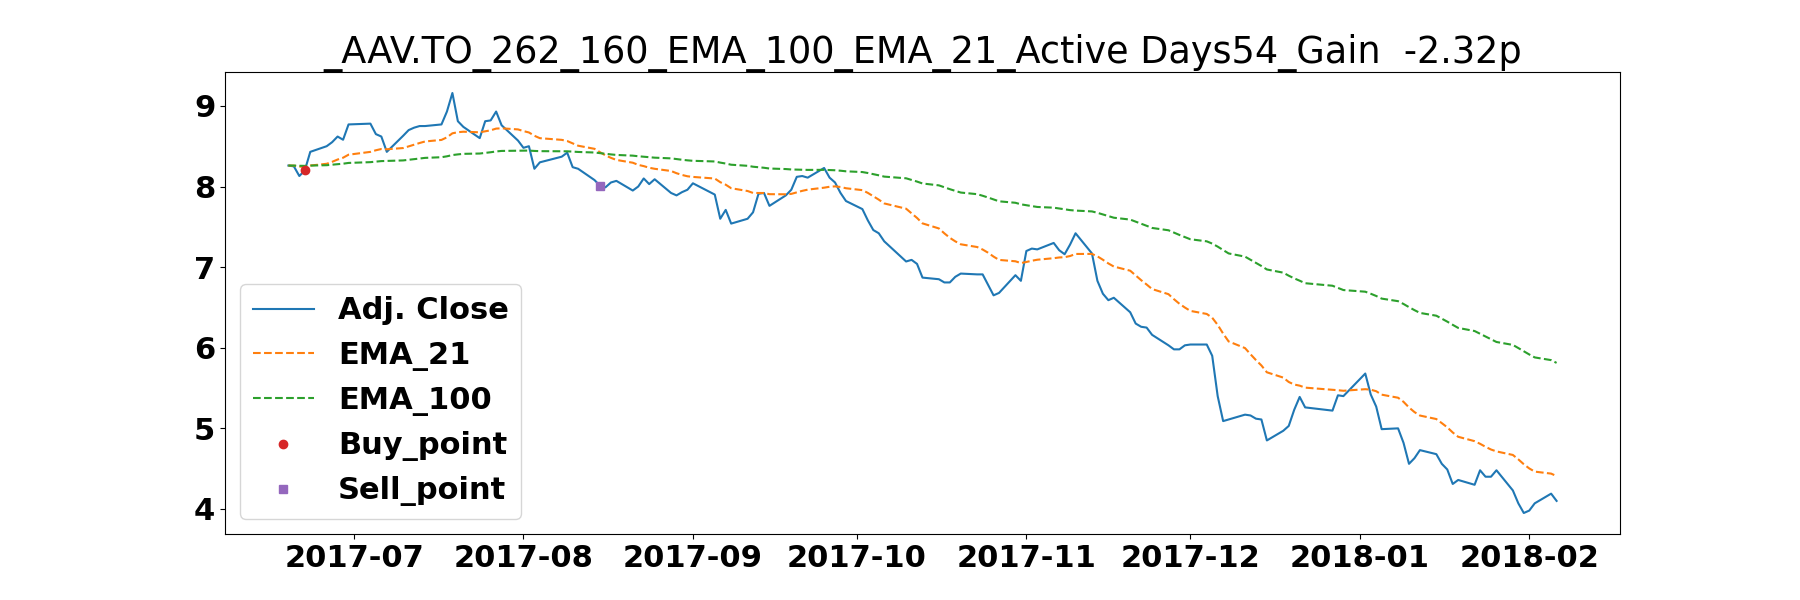 _AAV.TO_262_160_EMA_100_EMA_21_Active Days54_Gain  -2.32p
9
8
7
6
5
4
Adj. Close
EMA_21
EMA_100
Buy_point
Sell_point
2017-07 2017-08 2017-09 2017-10 2017-11 2017-12 2018-01 2018-02